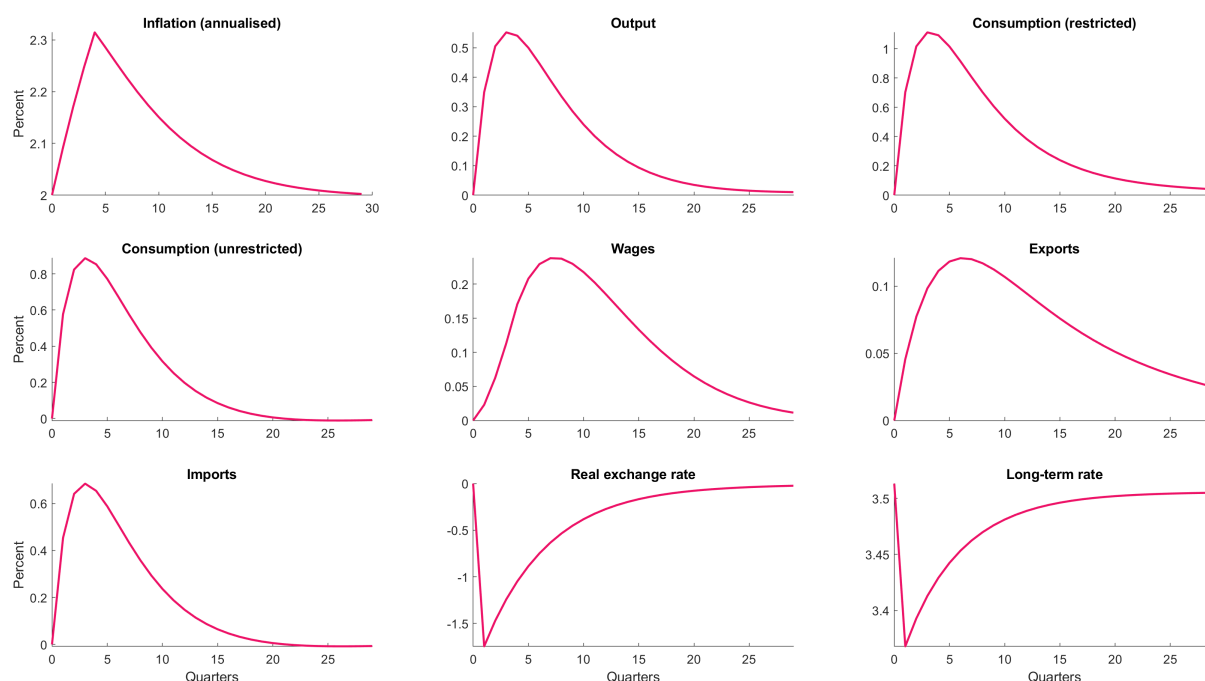 Inflation (annualised)
Output
Consumption (restricted)
Percent
2.3
2.2
2.1
2
0 5 10 15 20 25 30
0.5
0.4
0.3
0.2
0.1
0
0 5 10 15 20 25
1
0.8
0.6
0.4
0.2
0
0 5 10 15 20 25
Consumption (unrestricted)
Wages
Exports
Percent
0.8
0.6
0.4
0.2
0
0 5 10 15 20 25
0.2
0.15
0.1
0.05
0
0 5 10 15 20 25
0.1
0.05
0
0 5 10 15 20 25
Imports
Real exchange rate
Long-term rate
Percent
0.6
0.4
0.2
0
0 5 10 15 20 25
Quarters
0
-0.5
-1
-1.5
0 5 10 15 20 25
Quarters
3.5
3.45
3.4
0 5 10 15 20 25
Quarters